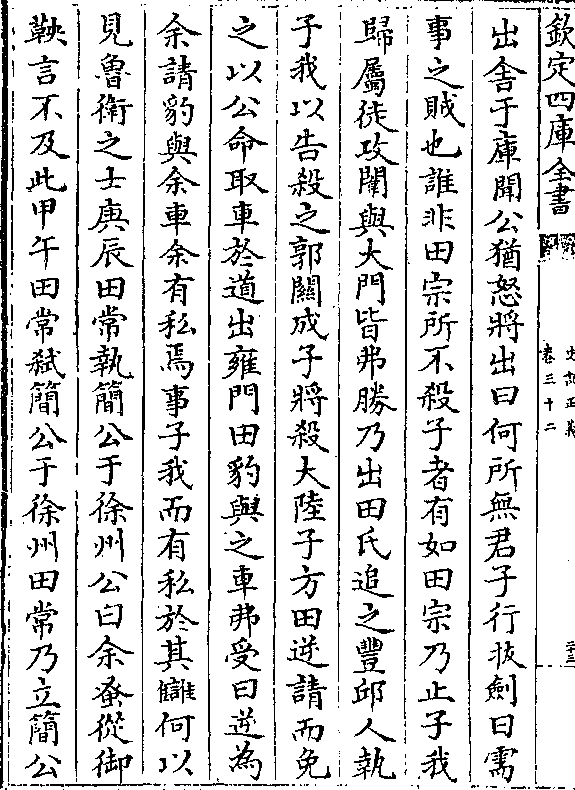 欽定四庫全書
史記正義
卷三十二
二十三
出舍于庫聞公猶怒將出曰何所無君子行抜劍曰需
事之賊也誰非田宗所不殺子者有如田宗乃止子我
歸屬徒攻闈與大門皆弗勝乃出田氏追之豐邱人執
子我以告殺之郭關成子將殺大陸子方田逆請而免
之以公命取車於道出雍門田豹與之車弗受曰逆為
余請豹與余車余有私焉事子我而有私於其讎何以
見魯衛之士庚辰田常執簡公于徐州公曰余蚤從御
鞅言不及此甲午田常弑簡公于徐州田常乃立簡公